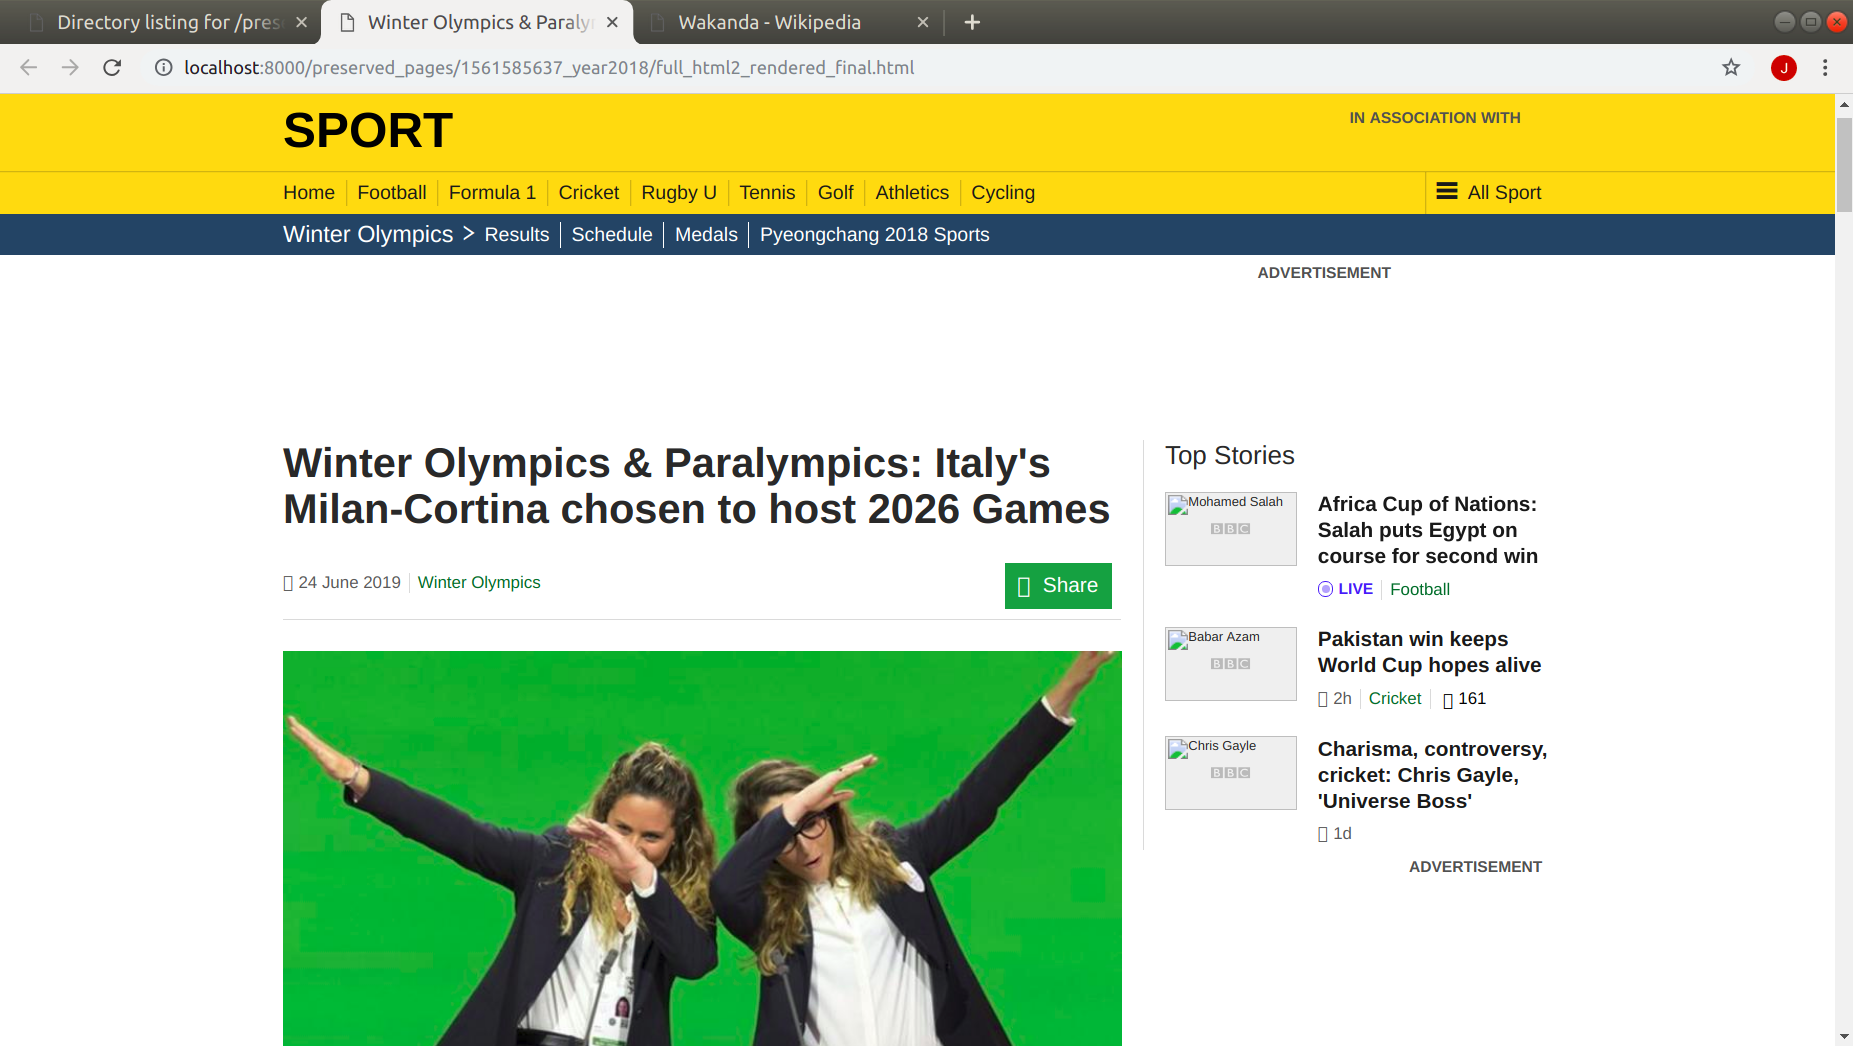 Directory listing for /pres
Winter Olympics & Paraly
Wakanda - Wikipedia
localhost:8000/preserved_pages/1561585637_year2018/full_html2_rendered_final.html
J
SPORT
IN ASSOCIATION WITH
Home
Football
Formula 1
Cricket
Rugby U
Tennis
Golf
Athletics
Cycling
All Sport
Winter Olympics
Results
Schedule
Medals
Pyeongchang 2018 Sports
ADVERTISEMENT
Winter Olympics & Paralympics: Italy's
Milan-Cortina chosen to host 2026 Games
24 June 2019
Winter Olympics
Share
Top Stories
Mohamed Salah
BBC
Africa Cup of Nations:
Salah puts Egypt on
course for second win
LIVE
Football
Babar Azam
BBC
Pakistan win keeps
World Cup hopes alive
2h
Cricket
161
Chris Gayle
BBC
Charisma, controversy,
cricket: Chris Gayle,
'Universe Boss'
1d
ADVERTISEMENT